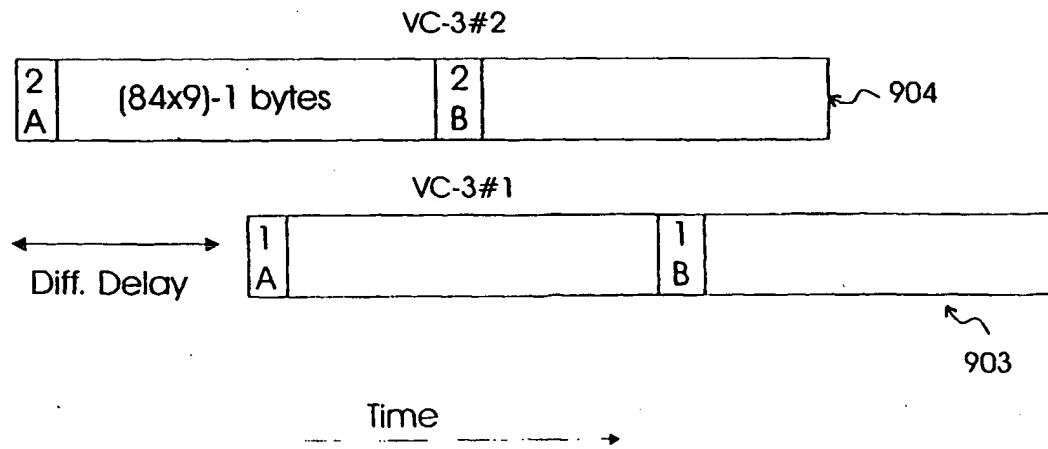 VC-3#2
2
A
(84x9)-1 bytes
2
B
904
VC-3#1
1
A
1
B
Diff. Delay
903
Time